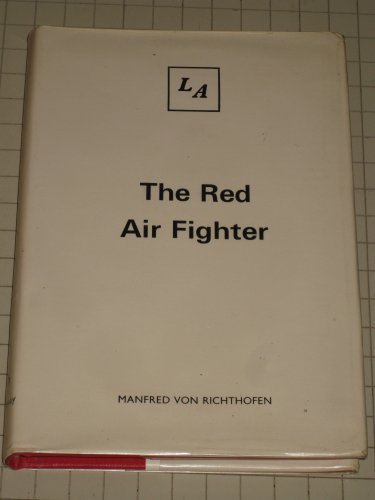 LA
The Red
Air Fighter
MANFRED VON RICHTHOFEN